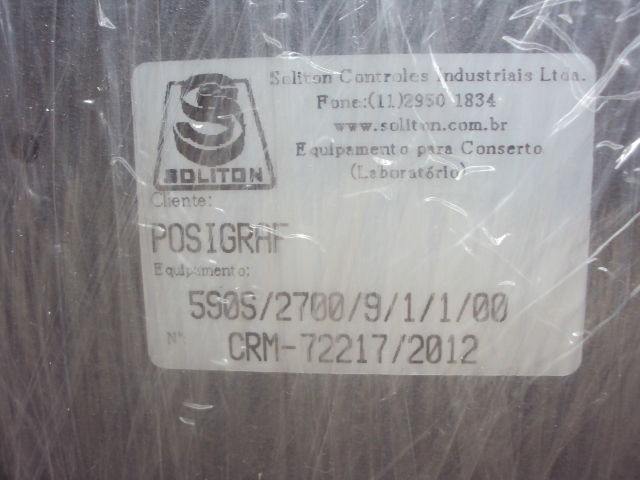 Soliton Controles Industriais Ltda.
Fone:(11)2950 1834
www.soliton.com.br
Equipamento para Conserto
(Laboratório)
SOLITON
Cliente:
POSIGRAF
Equipamento:
590S/2700/9/1/1/00
Nº: CRM-72217/2012